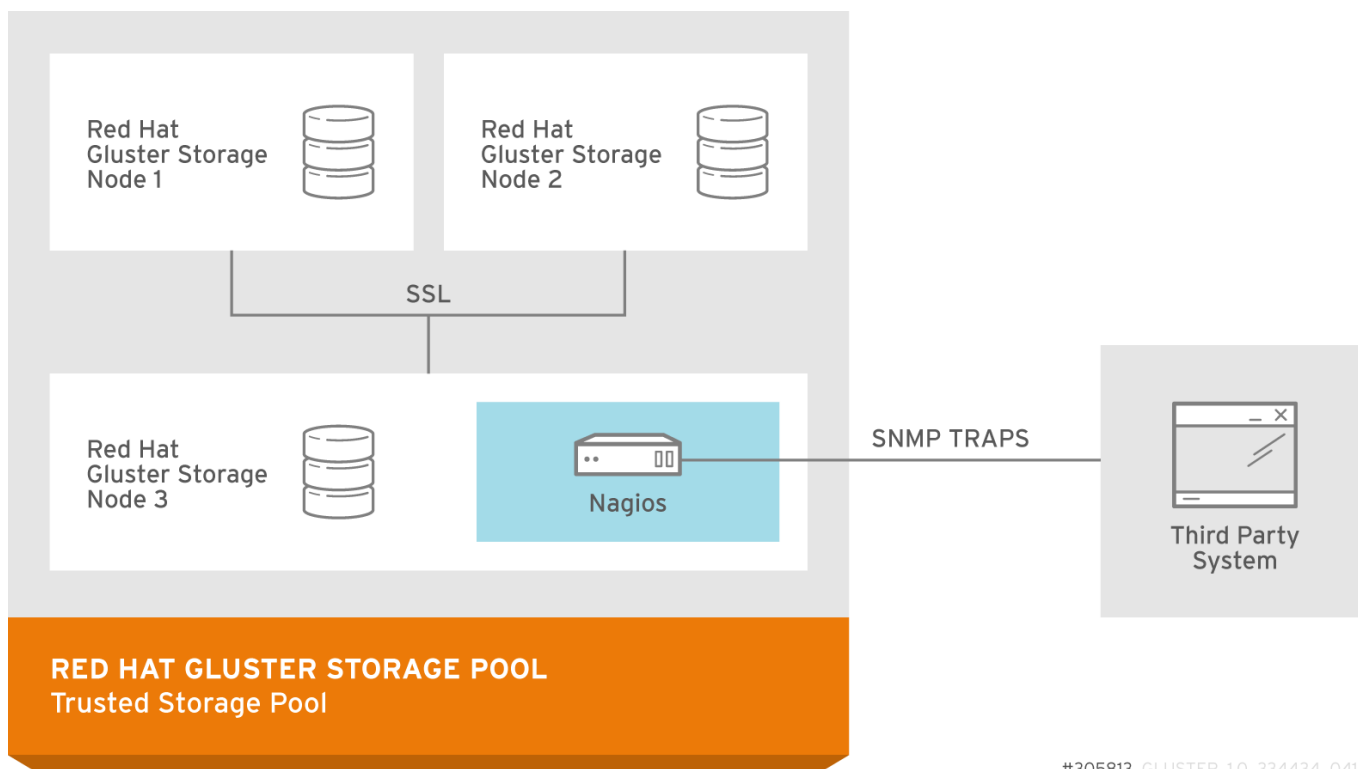 Red Hat
Gluster Storage
Node 1
Red Hat
Gluster Storage
Node 2
SSL
Red Hat
Gluster Storage
Node 3
Nagios
SNMP TRAPS
Third Party
System
RED HAT GLUSTER STORAGE POOL
Trusted Storage Pool
GLUSTER